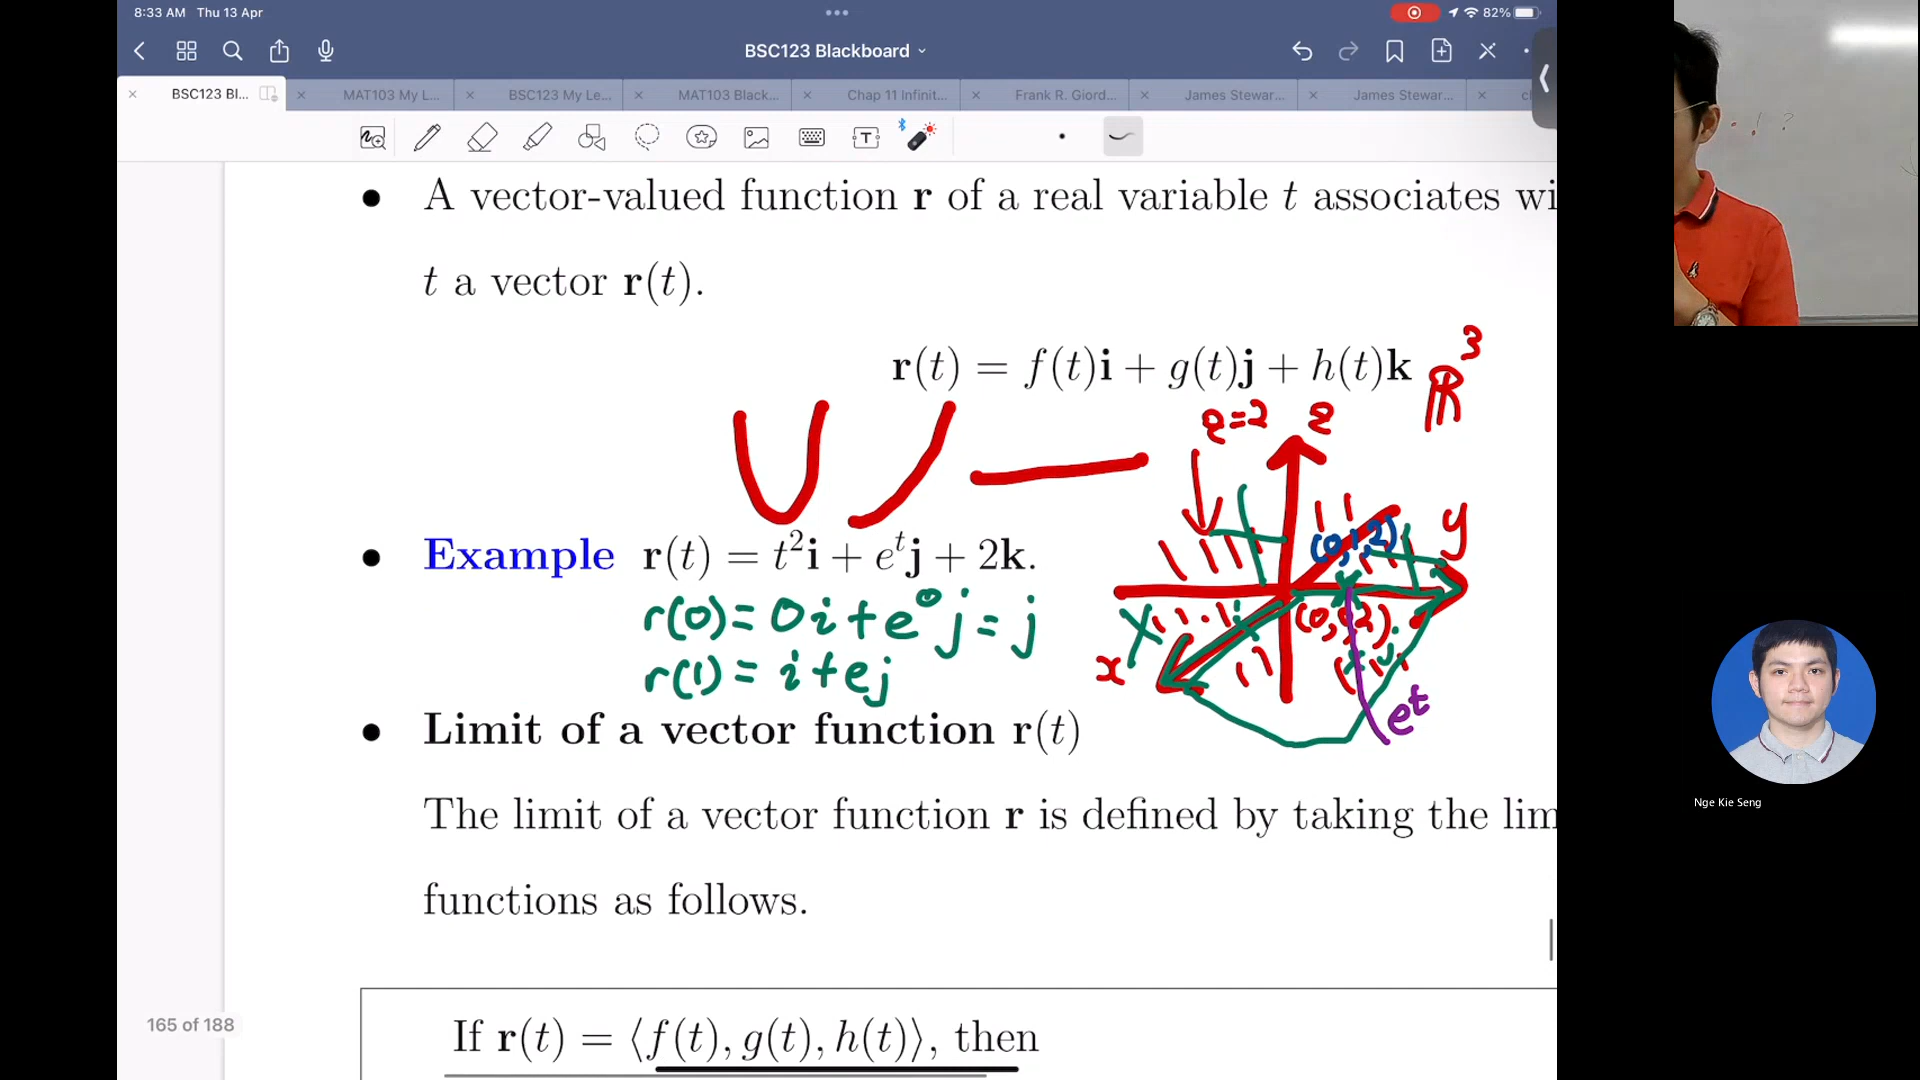 8:33 AM Thu 13 Apr
82%
BSC123 Blackboard
BSC123 Bl...
MAT103 My L...
BSC123 My Le...
MAT103 Black...
Chap 11 Infinit...
Frank R. Giord...
James Stewar...
James Stewar...
• A vector-valued function r of a real variable t associates wi
t a vector r(t).
r(t) = f(t)i + g(t)j + h(t)k
R³
z=2
z
y
• Example r(t) = t²i + eᵗj + 2k.
(0,1,2)
r(0) = 0i + e⁰j = j
r(1) = i + ej
x
eᵗ
• Limit of a vector function r(t)
The limit of a vector function r is defined by taking the lim
functions as follows.
165 of 188
If r(t) = ⟨f(t), g(t), h(t)⟩, then
Nge Kie Seng